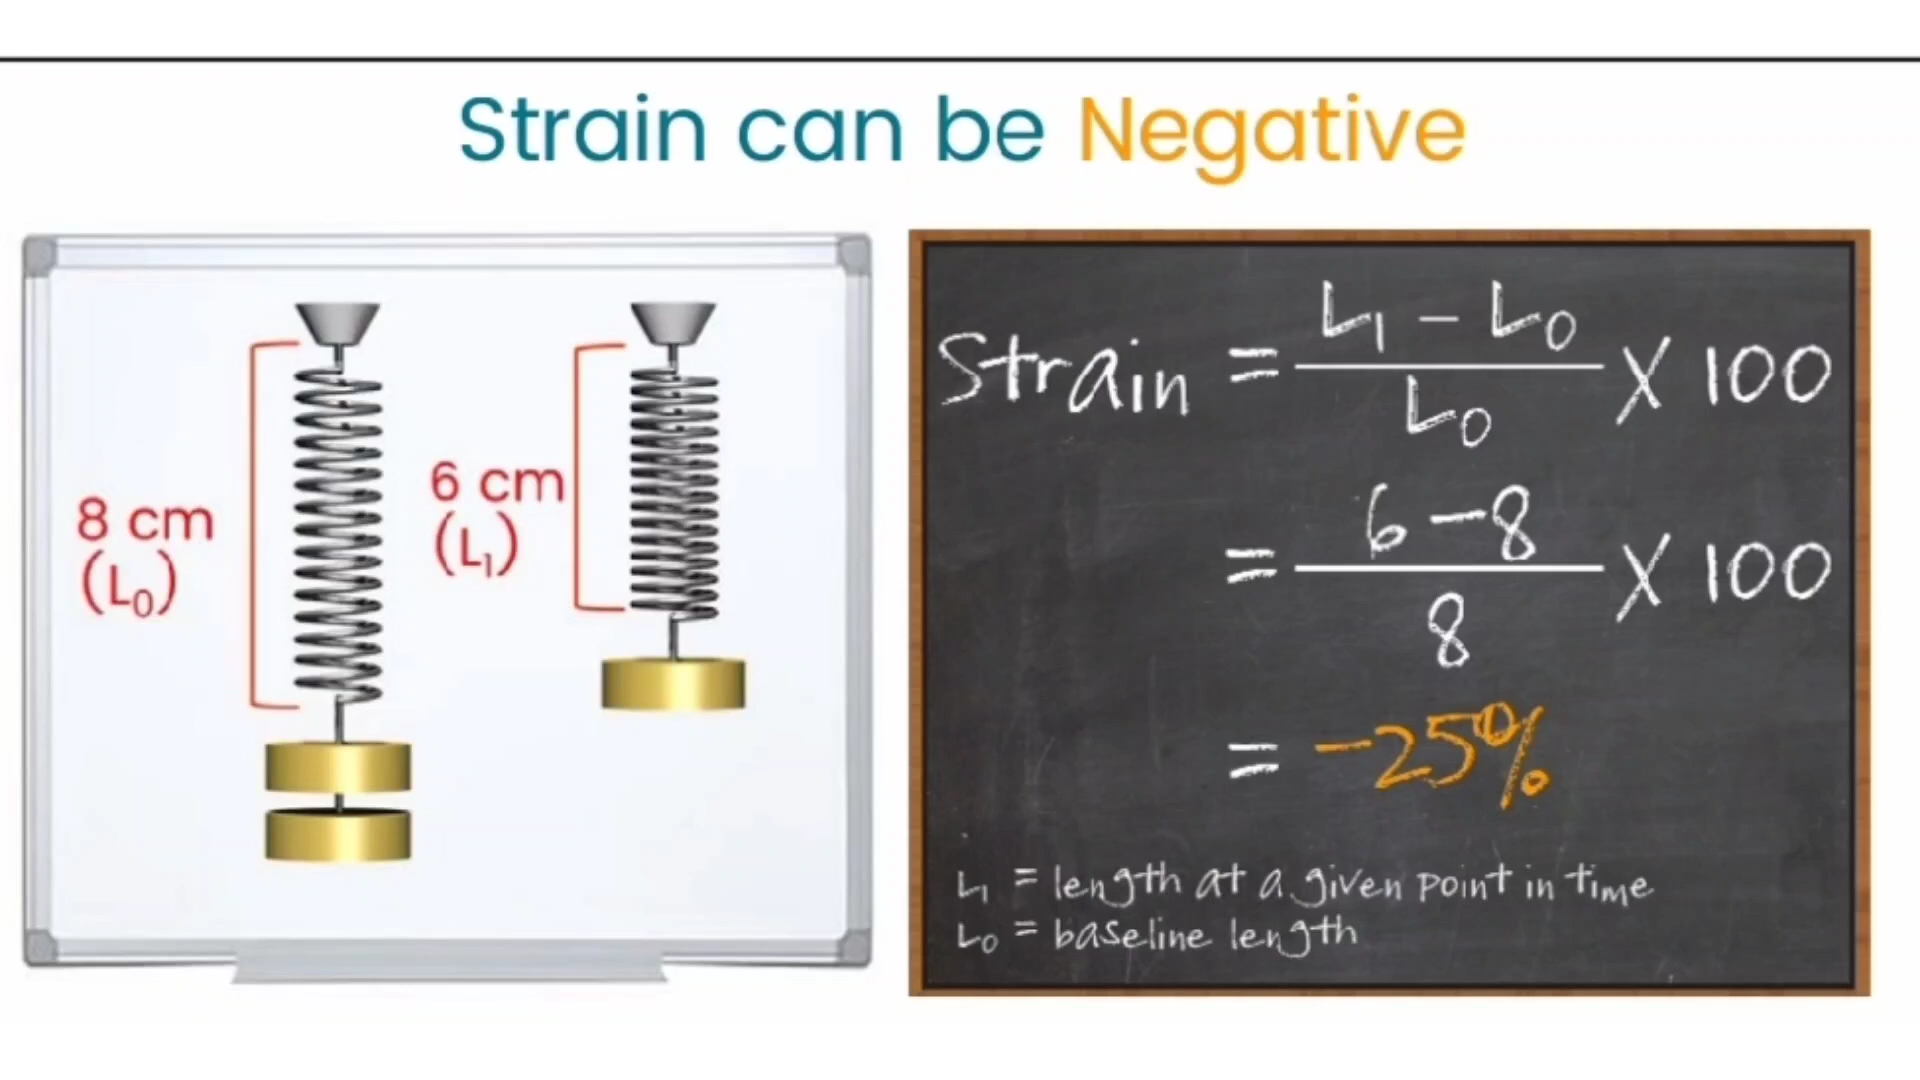 Strain can be Negative
8 cm
(L₀)
6 cm
(L₁)
Strain = L₁ - L₀ / L₀ X 100
= 6 - 8 / 8 X 100
= -25%
L₁ = length at a given point in time
L₀ = baseline length